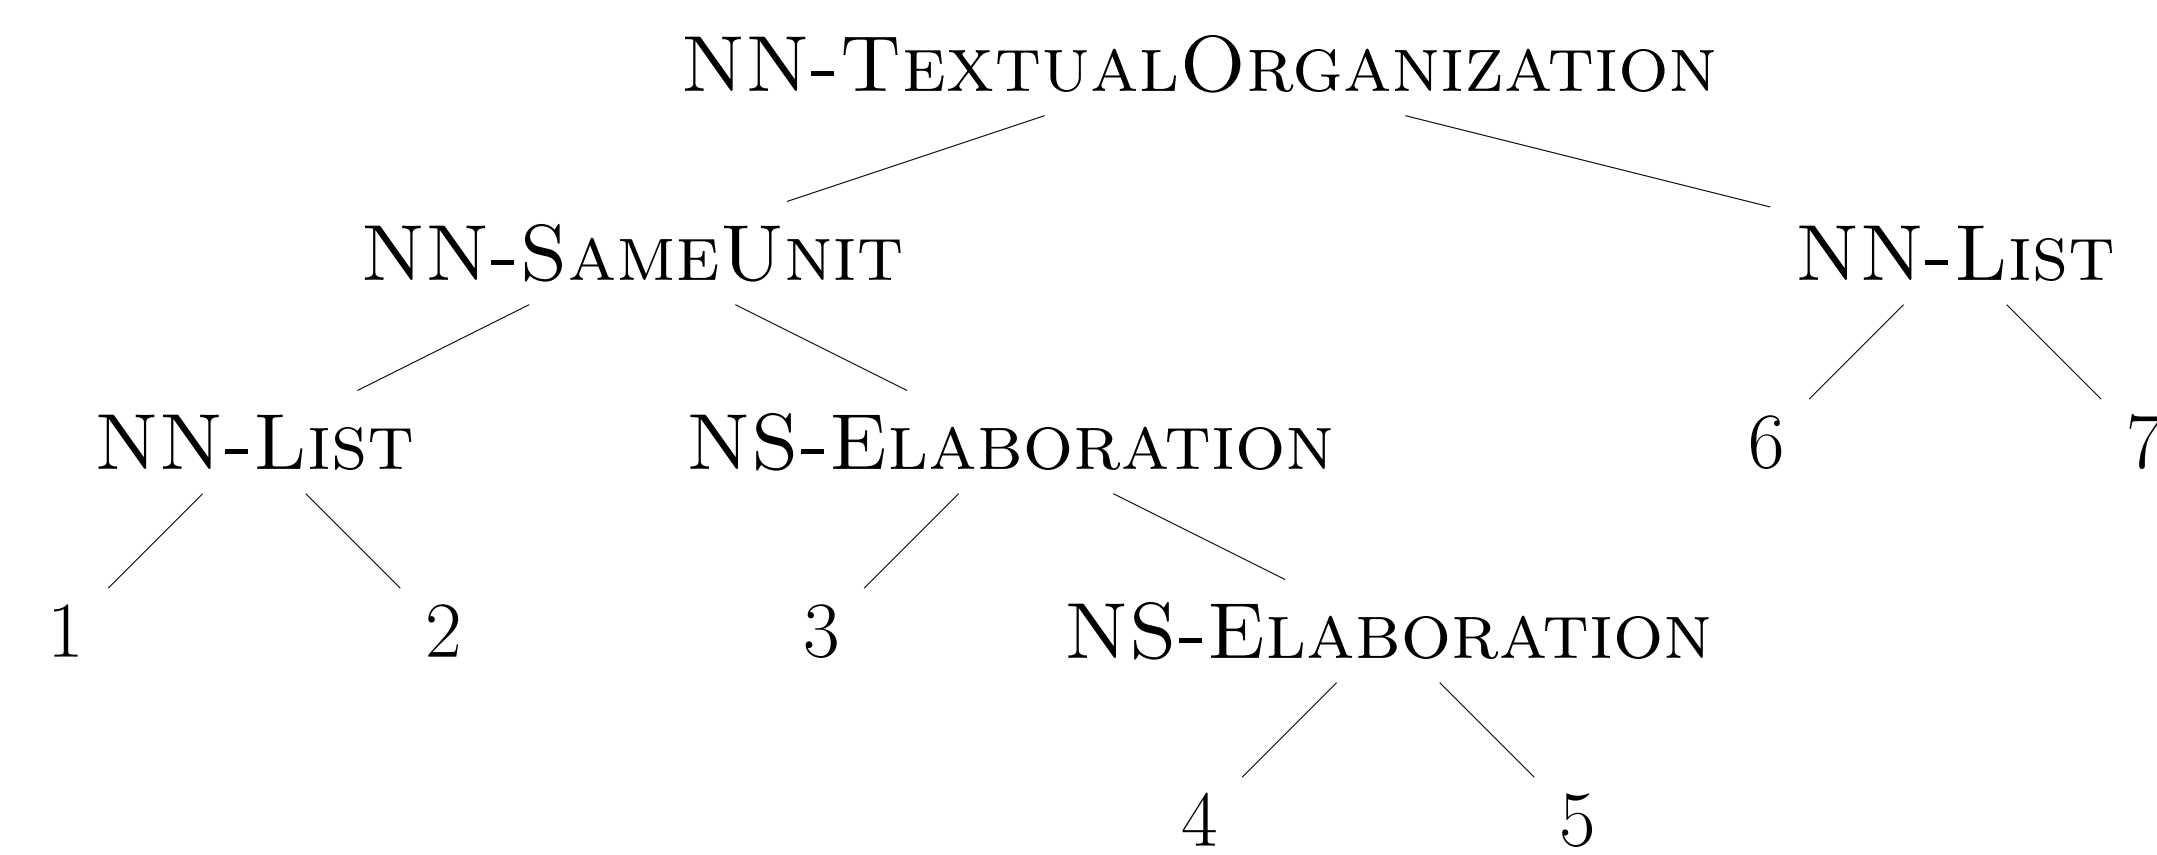 NN-TextualOrganization
NN-SameUnit NN-List
NN-List NS-Elaboration 6 7
1 2 3 NS-Elaboration
4 5